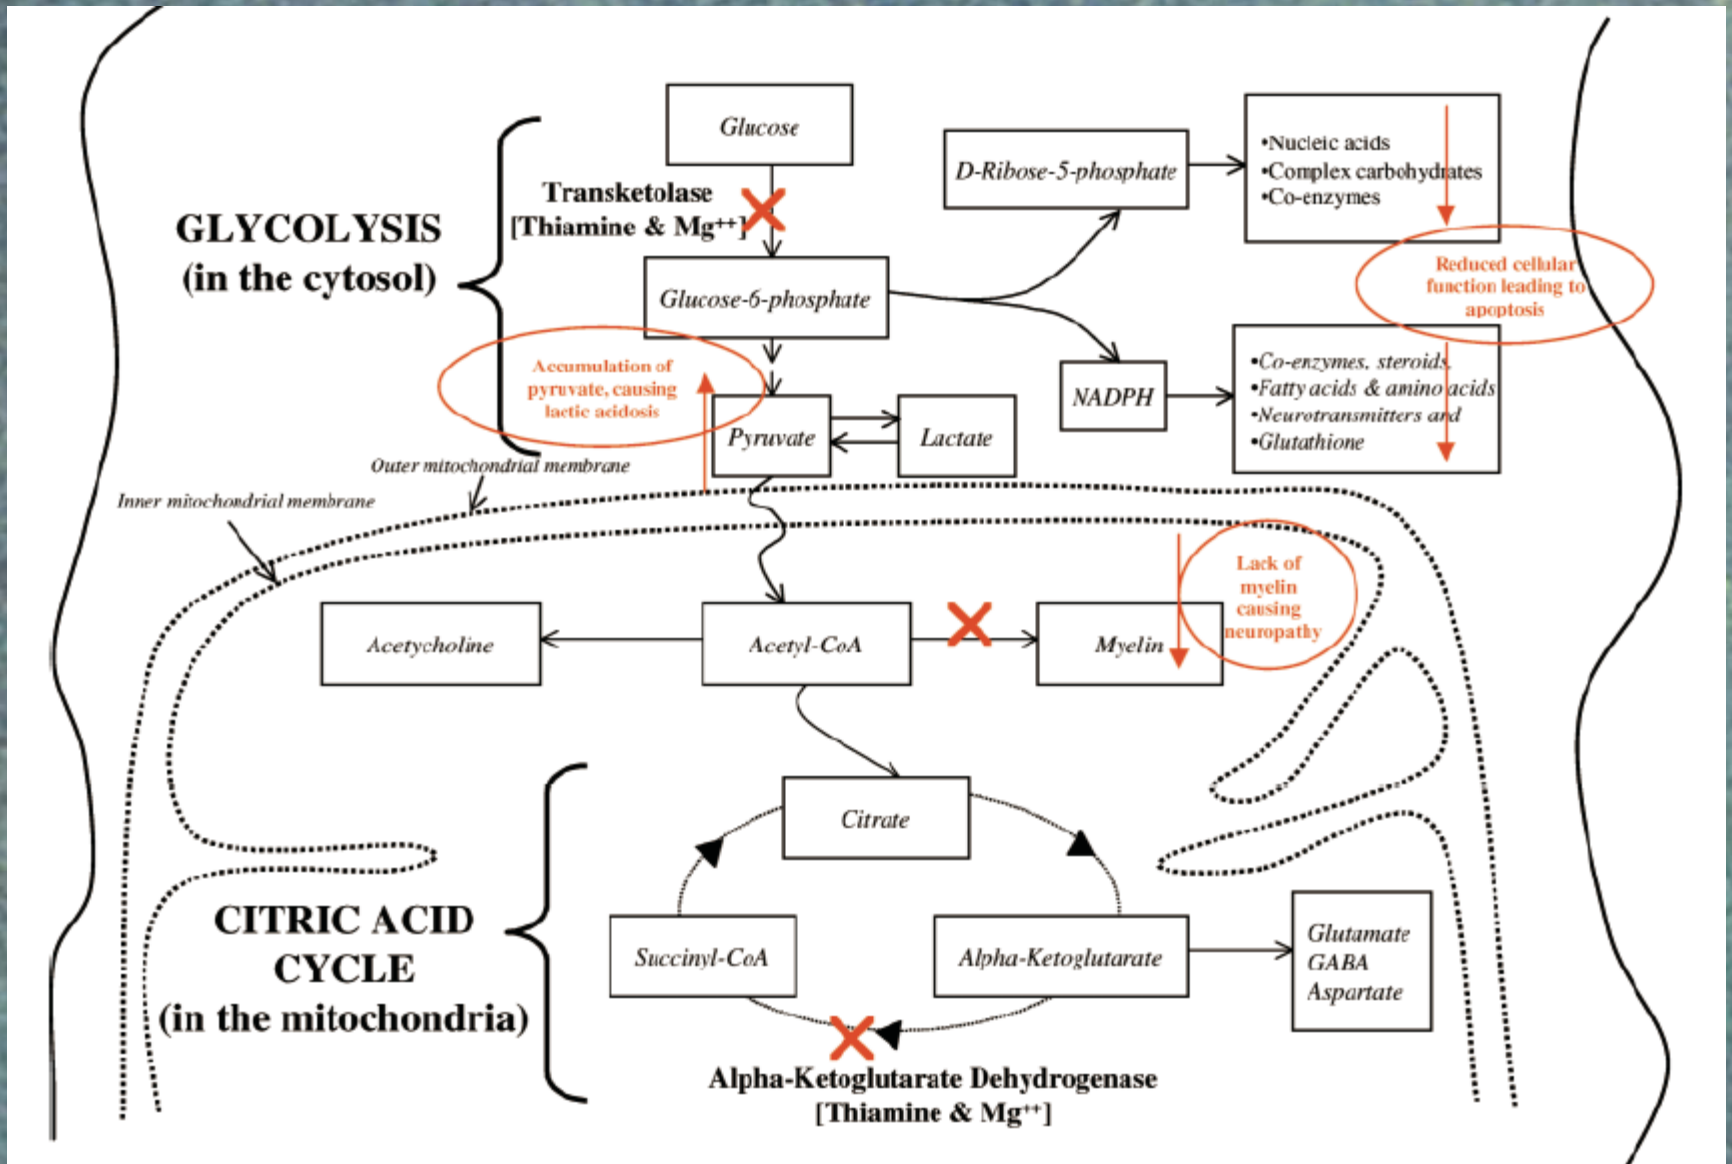 Glucose
Transketolase
[Thiamine & Mg⁺⁺]
GLYCOLYSIS
(in the cytosol)
Glucose-6-phosphate
D-Ribose-5-phosphate
•Nucleic acids
•Complex carbohydrates
•Co-enzymes
Reduced cellular
function leading to
apoptosis
Accumulation of
pyruvate, causing
lactic acidosis
Pyruvate
Lactate
NADPH
•Co-enzymes, steroids,
•Fatty acids & amino acids
•Neurotransmitters and
•Glutathione
Outer mitochondrial membrane
Inner mitochondrial membrane
Lack of
myelin
causing
neuropathy
Acetycholine
Acetyl-CoA
Myelin
Citrate
CITRIC ACID
CYCLE
(in the mitochondria)
Succinyl-CoA
Alpha-Ketoglutarate
Glutamate
GABA
Aspartate
Alpha-Ketoglutarate Dehydrogenase
[Thiamine & Mg⁺⁺]